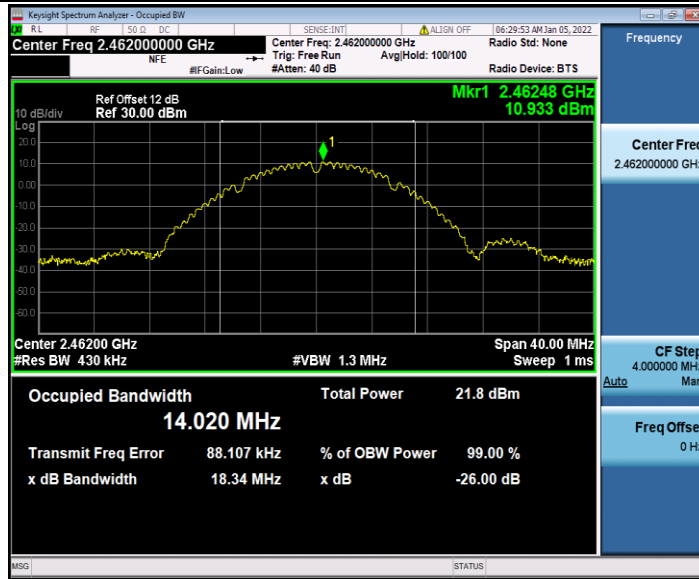 Keysight Spectrum Analyzer - Occupied BW
LXI RL RF 50 Ω DC SENSE:INT ALIGN OFF 06:29:53 AM Jan 05, 2022
Center Freq 2.462000000 GHz
Center Freq: 2.462000000 GHz
Radio Std: None
NFE
Trig: Free Run Avg|Hold: 100/100
#IFGain:Low
#Atten: 40 dB
Radio Device: BTS
Frequency
Ref Offset 12 dB
Mkr1 2.46248 GHz
10 dB/div Ref 30.00 dBm
10.933 dBm
Log
20.0
1
10.0
0.00
-10.0
-20.0
-30.0
-40.0
-50.0
-60.0
Center Freq
2.462000000 GHz
Center 2.46200 GHz
Span 40.00 MHz
#Res BW 430 kHz
#VBW 1.3 MHz
Sweep 1 ms
CF Step
4.000000 MHz
Auto Man
Occupied Bandwidth
Total Power 21.8 dBm
14.020 MHz
Transmit Freq Error 88.107 kHz
% of OBW Power 99.00 %
x dB Bandwidth 18.34 MHz
x dB -26.00 dB
Freq Offse
0 Hz
MSG
STATUS